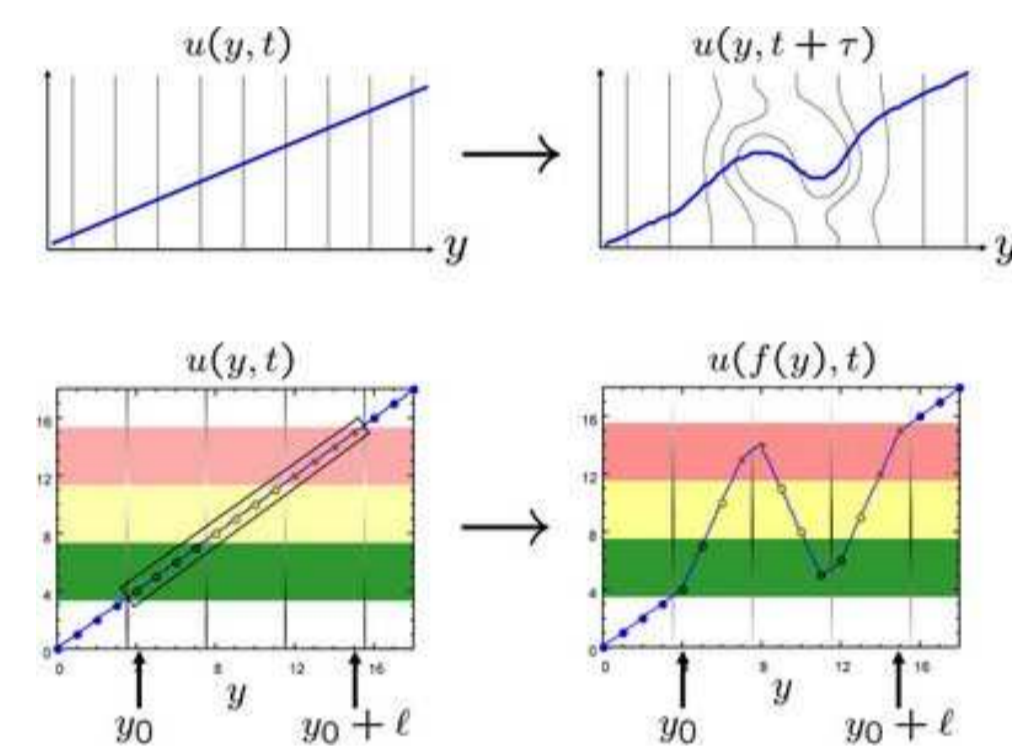 u(y, t)
u(y, t + τ)
y
y
u(y, t)
u(f(y), t)
16
12
8
4
0
0
8
12
16
y
y₀
y₀ + ℓ
16
12
8
4
0
0
8
12
16
y
y₀
y₀ + ℓ